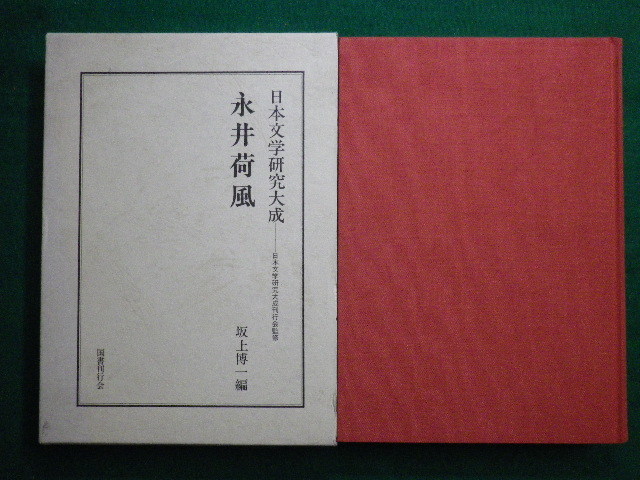 日本文学研究大成——日本文学研究大成刊行会監修
永井荷風
坂上博一編
国書刊行会